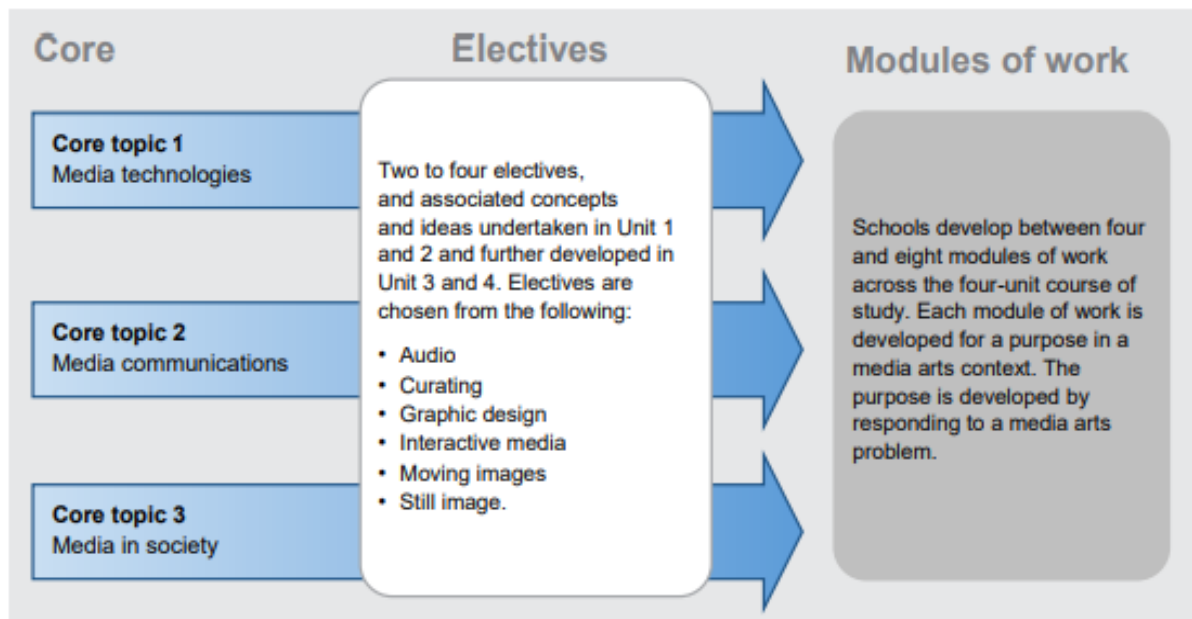 Core
Electives
Modules of work
Core topic 1
Media technologies
Core topic 2
Media communications
Core topic 3
Media in society
Two to four electives,
and associated concepts
and ideas undertaken in Unit 1
and 2 and further developed in
Unit 3 and 4. Electives are
chosen from the following:
• Audio
• Curating
• Graphic design
• Interactive media
• Moving images
• Still image.
Schools develop between four
and eight modules of work
across the four-unit course of
study. Each module of work is
developed for a purpose in a
media arts context. The
purpose is developed by
responding to a media arts
problem.